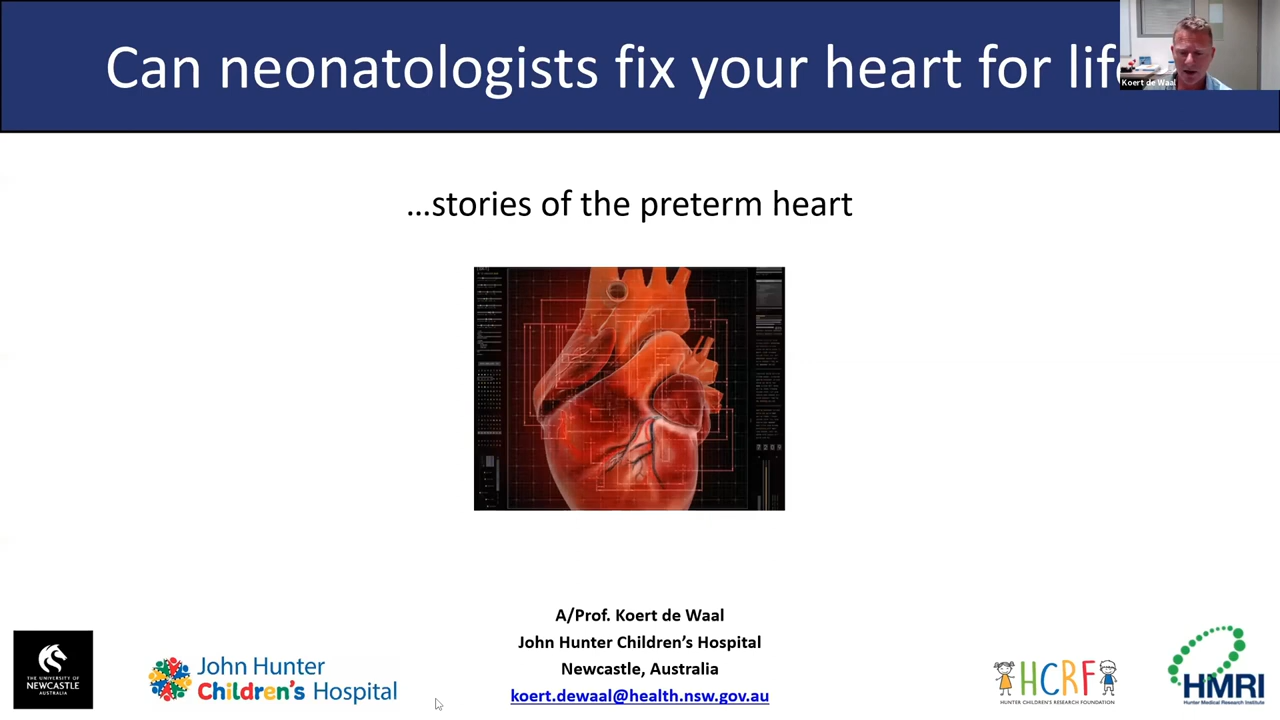 Can neonatologists fix your heart for life
Koert de Waal
...stories of the preterm heart
A/Prof. Koert de Waal
John Hunter Children's Hospital
Newcastle, Australia
koert.dewaal@health.nsw.gov.au
THE UNIVERSITY OF
NEWCASTLE
AUSTRALIA
John Hunter
Children's Hospital
HCRF
HUNTER CHILDREN'S RESEARCH FOUNDATION
HMRI
Hunter Medical Research Institute